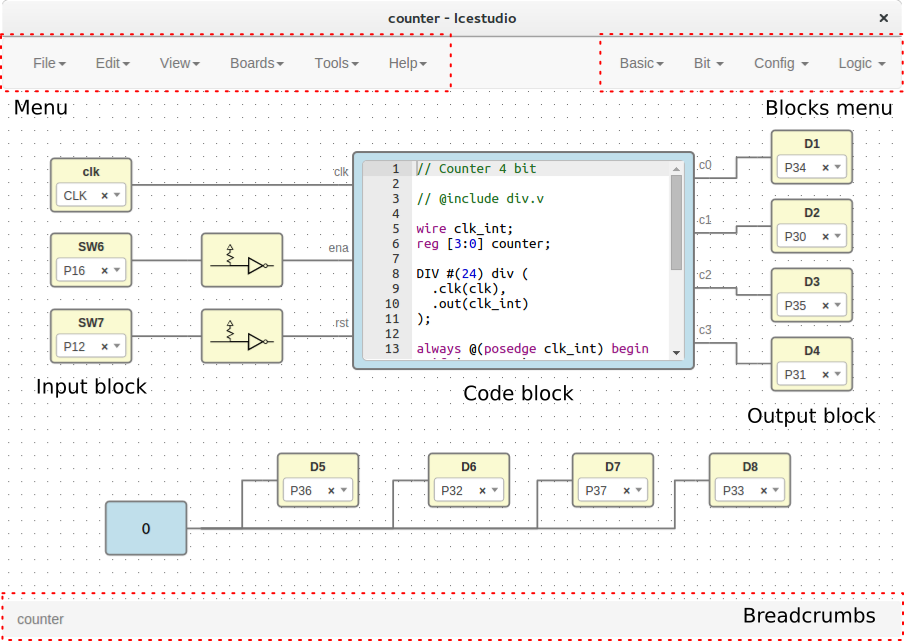 counter - Icestudio ×
File Edit View Boards Tools Help Basic Bit Config Logic
Menu
Blocks menu
clk
CLK ×
SW6
P16 ×
SW7
P12 ×
Input block
clk
ena
rst
1 // Counter 4 bit
2
3 // @include div.v
4
5 wire clk_int;
6 reg [3:0] counter;
7
8 DIV #(24) div (
9 .clk(clk),
10 .out(clk_int)
11 );
12
13 always @(posedge clk_int) begin
Code block
c0
c1
c2
c3
D1
P34 ×
D2
P30 ×
D3
P35 ×
D4
P31 ×
Output block
D5
P36 ×
D6
P32 ×
D7
P37 ×
D8
P33 ×
0
counter
Breadcrumbs